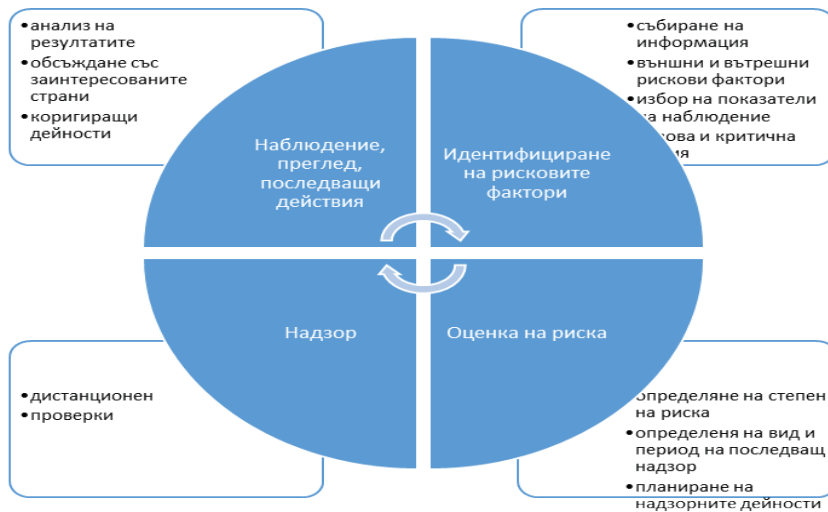 •анализ на
резултатите
•обсъждане със
заинтересованите
страни
•коригиращи
дейности
Наблюдение,
преглед,
последващи
действия
•събиране на
информация
•външни и вътрешни
рискови фактори
•избор на показатели
на наблюдение
и критична
Идентифициране
на рисковите
фактори
Надзор
•дистанционен
•проверки
Оценка на риска
определяне на степен
на риска
•определеня на вид и
период на последващ
надзор
•планиране на
надзорните дейности